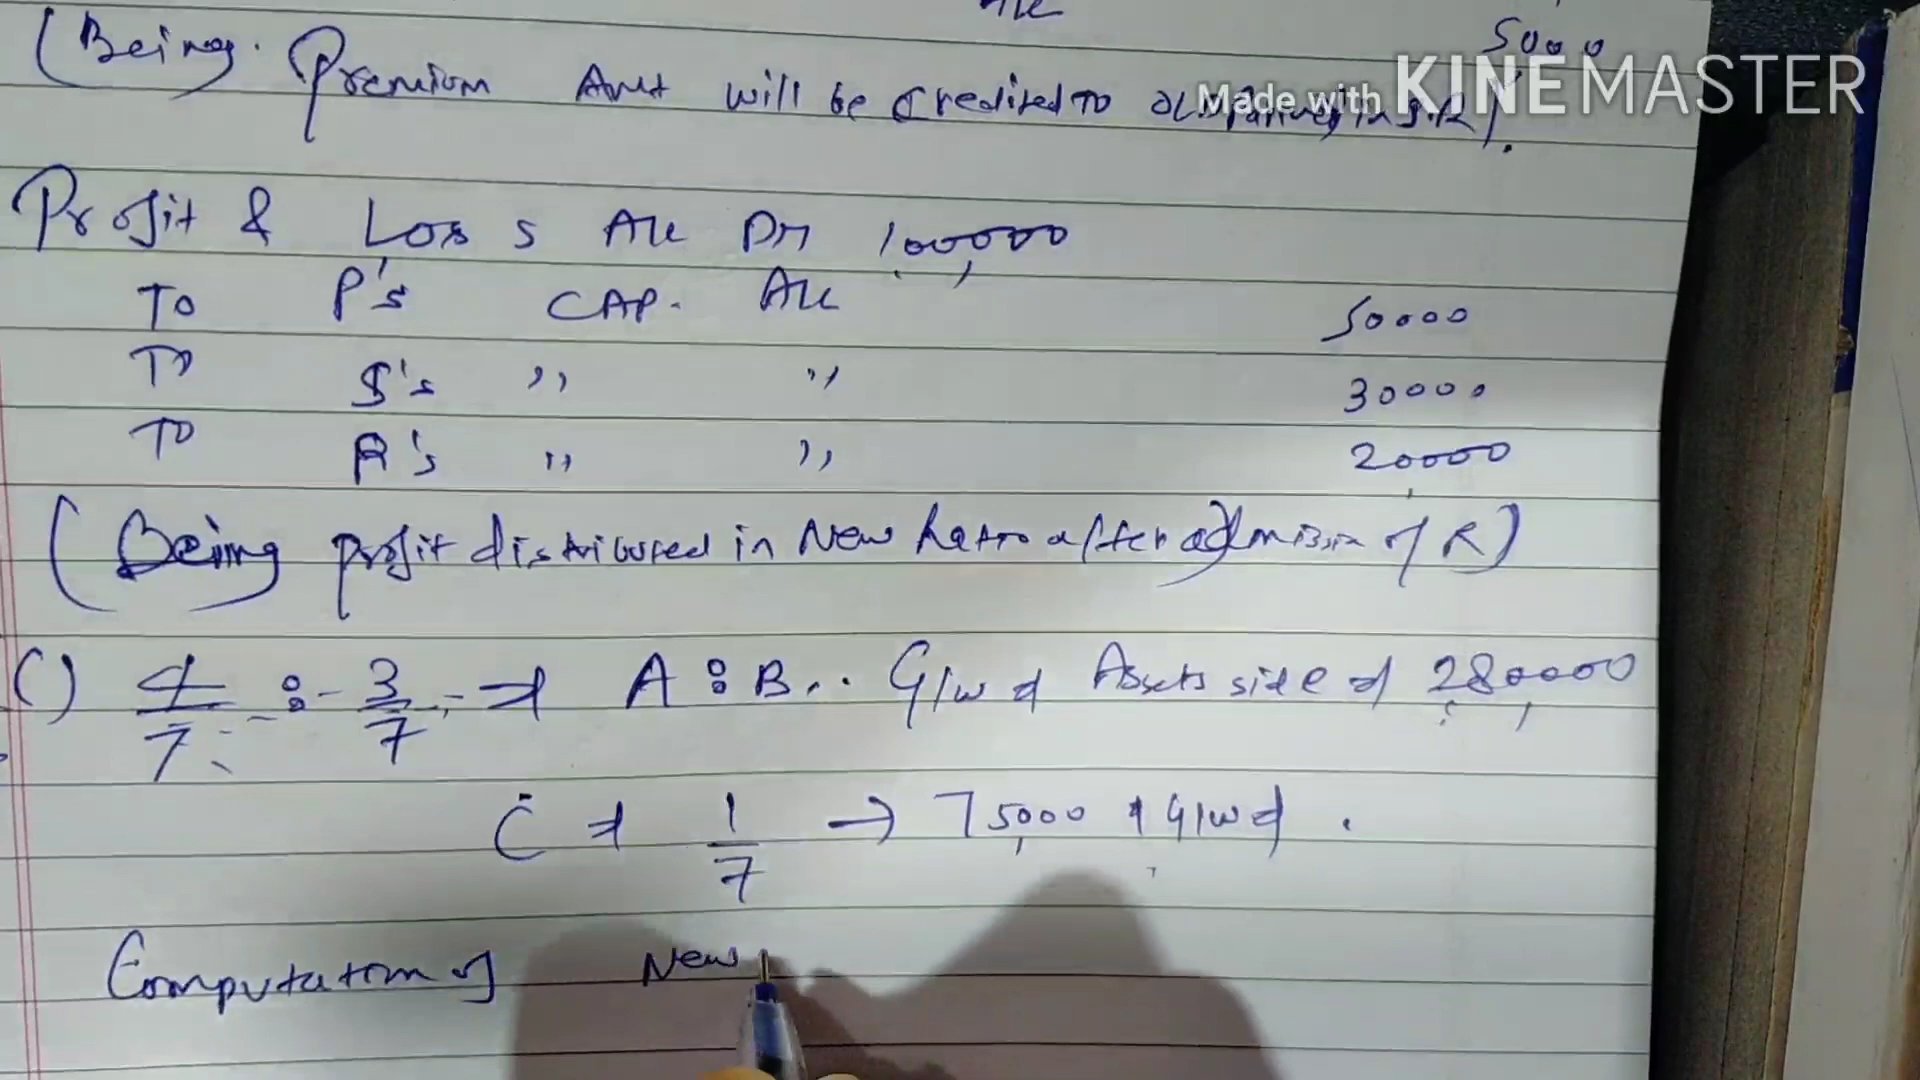 A/c
5000
(Being Premium Amt will be Credited to old Partners in S.R).
Made with KINEMASTER
Profit & Loss A/c Dr 100,000
To P's CAP. A/c 50000
To S's ,, ,, 30000
To R's ,, ,, 20000
(Being profit distributed in New Ratio after admission of R)
C) 4/7 : 3/7 ⇒ A : B. G/wd Assets side of 280000
C ⇒ 1/7 → 75000 G/wd.
Computation of New